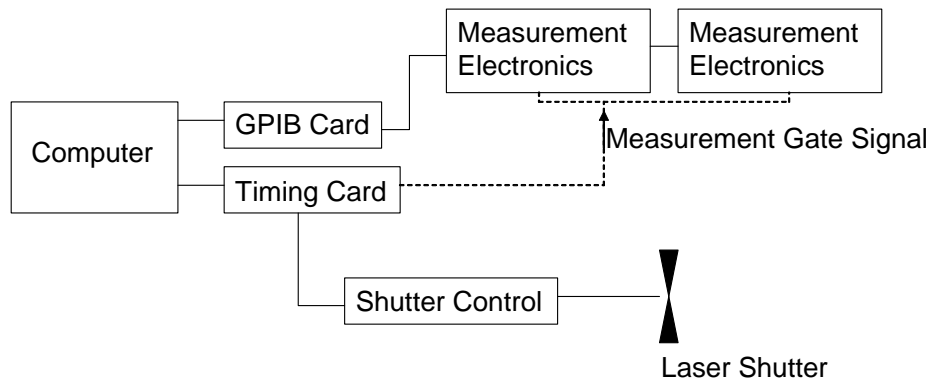 Measurement
Electronics
Measurement
Electronics
GPIB Card
Computer
Measurement Gate Signal
Timing Card
Shutter Control
Laser Shutter